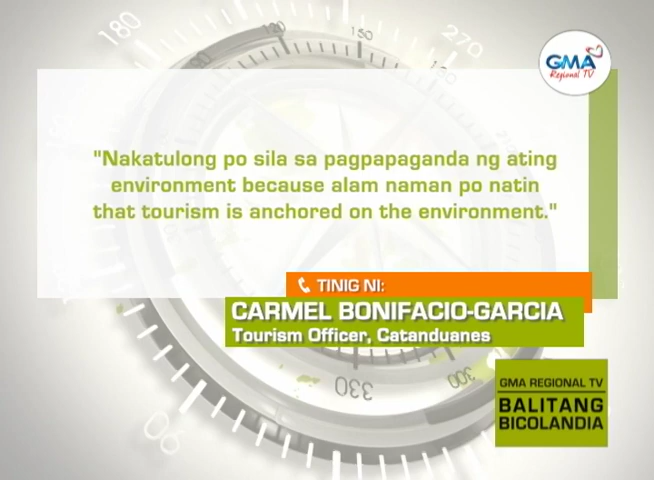 180
120
150
270
GMA
Regional TV
"Nakatulong po sila sa pagpapaganda ng ating
environment because alam naman po natin
that tourism is anchored on the environment."
TINIG NI:
CARMEL BONIFACIO-GARCIA
Tourism Officer, Catanduanes
GMA REGIONAL TV
BALITANG
BICOLANDIA
330
300
90